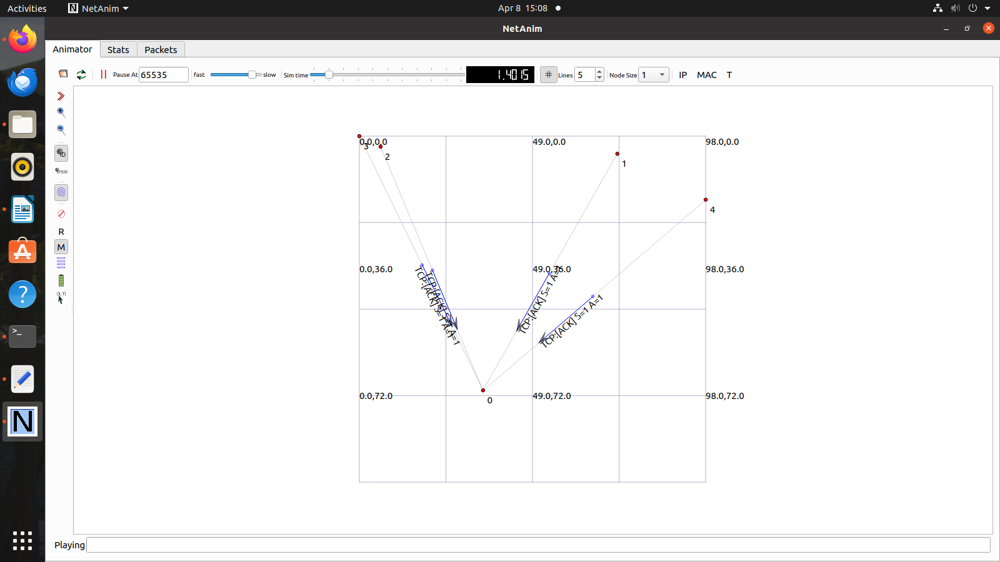 Activities NetAnim Apr 8 15:08
NetAnim
Animator Stats Packets
Pause At 65535 fast slow Sim time 1.4015 # Lines 5 Node Size 1 IP MAC T
ID
SYSID
R
M
(X, Y)
0.0,0.0 49.0,0.0 98.0,0.0
3
2
1
4
0.0,36.0 49.0,36.0 98.0,36.0
TCP:[ACK] S=1 A=1
TCP:[ACK] S=1 A=1
TCP:[ACK] S=1 A=1
TCP:[ACK] S=1 A=1
0.0,72.0 49.0,72.0 98.0,72.0
0
N
Playing